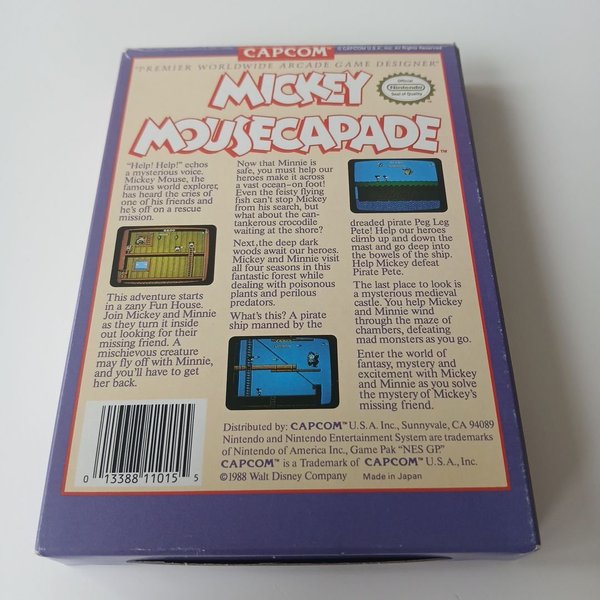 CAPCOM™
© CAPCOM U.S.A., Inc. All Rights Reserved
"PREMIER WORLDWIDE ARCADE GAME DESIGNER"
MICKEY
MOUSECAPADE™
Official
Nintendo
Seal of Quality
"Help! Help!" echos
a mysterious voice.
Mickey Mouse, the
famous world explorer,
has heard the cries of
one of his friends and
he's off on a rescue
mission.
This adventure starts
in a zany Fun House.
Join Mickey and Minnie
as they turn it inside
out looking for their
missing friend. A
mischievous creature
may fly off with Minnie,
and you'll have to get
her back.
Now that Minnie is
safe, you must help our
heroes make it across
a vast ocean–on foot!
Even the feisty flying
fish can't stop Mickey
from his search, but
what about the can-
tankerous crocodile
waiting at the shore?
Next,the deep dark
woods await our heroes.
Mickey and Minnie visit
all four seasons in this
fantastic forest while
dealing with poisonous
plants and perilous
predators.
What's this? A pirate
ship manned by the
dreaded pirate Peg Leg
Pete! Help our heroes
climb up and down the
mast and go deep into
the bowels of the ship.
Help Mickey defeat
Pirate Pete.
The last place to look is
a mysterious medieval
castle. You help Mickey
and Minnie wind
through the maze of
chambers, defeating
mad monsters as you go.
Enter the world of
fantasy, mystery and
excitement with Mickey
and Minnie as you solve
the mystery of Mickey's
missing friend.
0 13388 11015 5
Distributed by: CAPCOM™ U.S.A. Inc., Sunnyvale, CA 94089
Nintendo and Nintendo Entertainment System are trademarks
of Nintendo of America Inc., Game Pak "NES GP."
CAPCOM™ is a Trademark of CAPCOM™ U.S.A., Inc.
©1988 Walt Disney Company Made in Japan